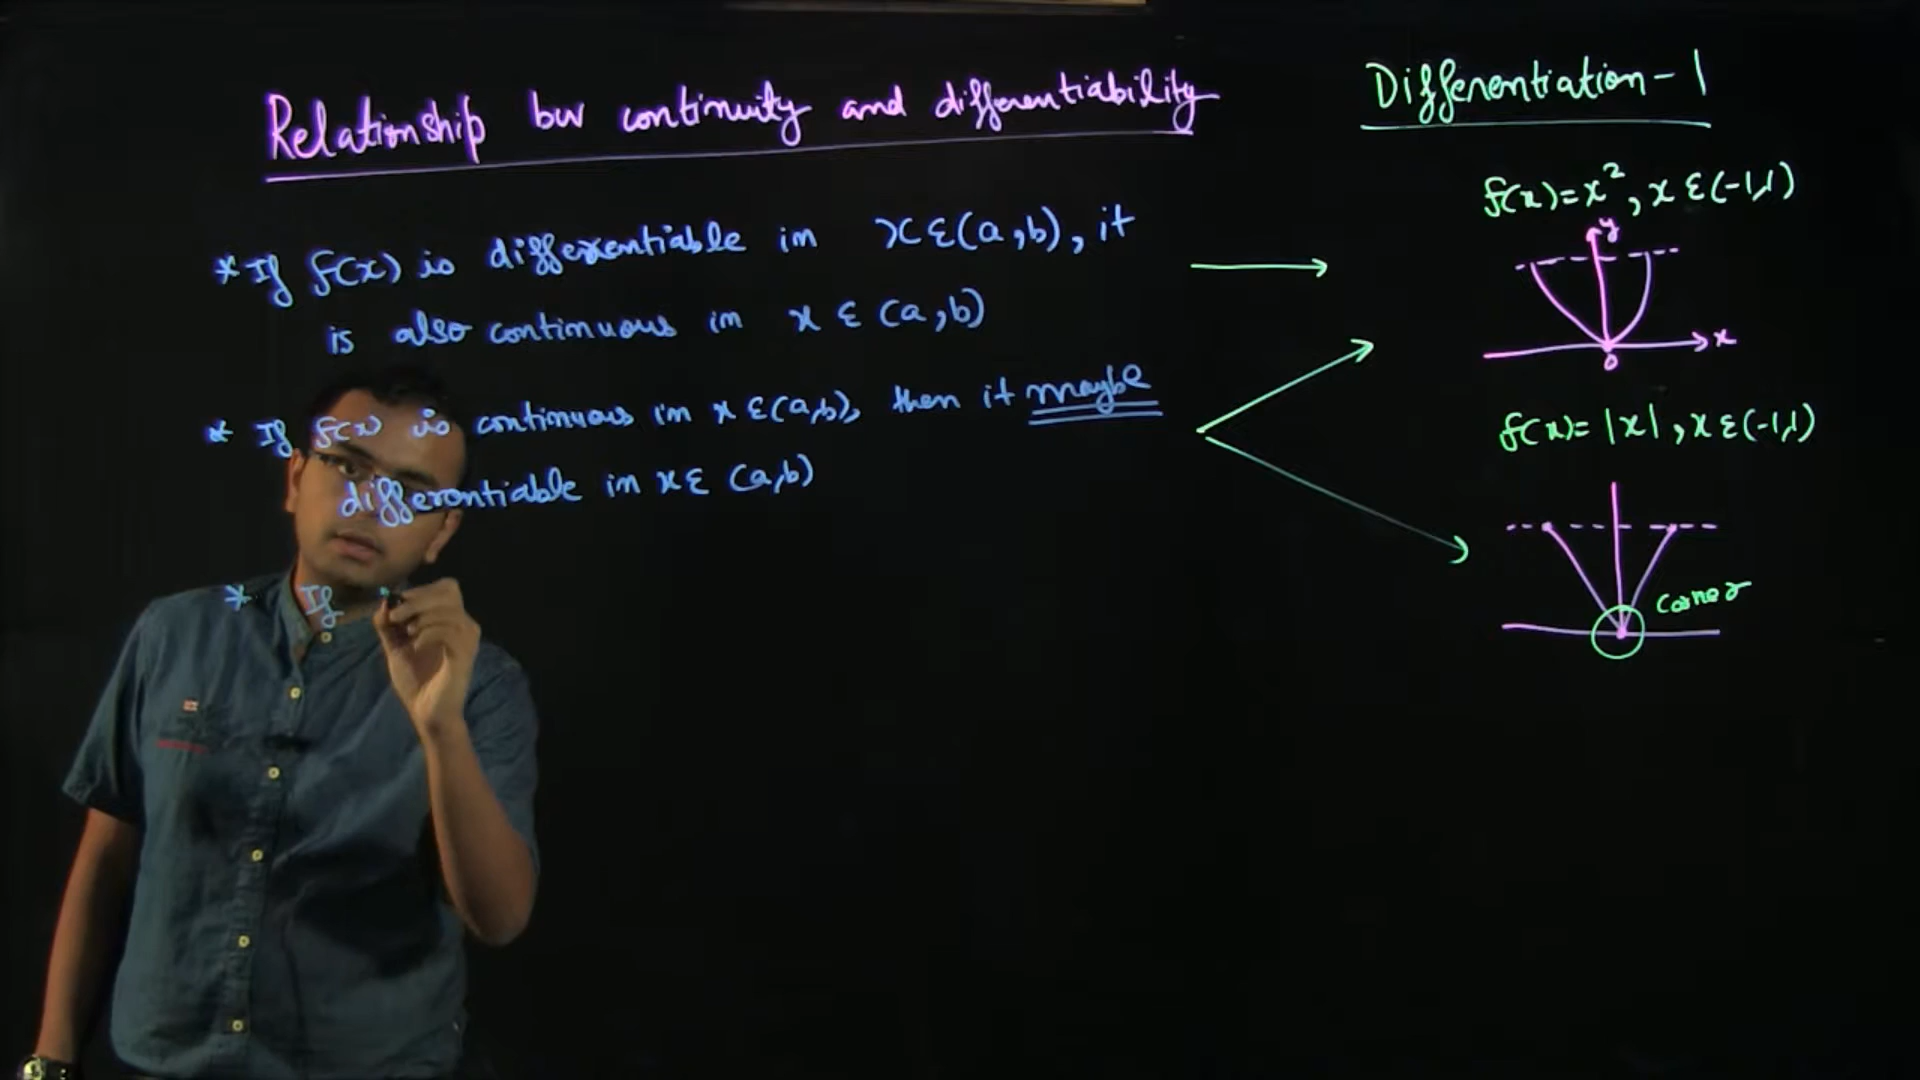 Relationship bw continuity and differentiability
* If f(x) is differentiable in x ε (a,b), it
is also continuous in x ε (a,b)
* If f(x) is continuous in x ε (a,b), then it maybe
differentiable in x ε (a,b)
* If
Differentiation-1
f(x)=x², x ε (-1,1)
y
x
0
f(x)= |x|, x ε (-1,1)
Corner